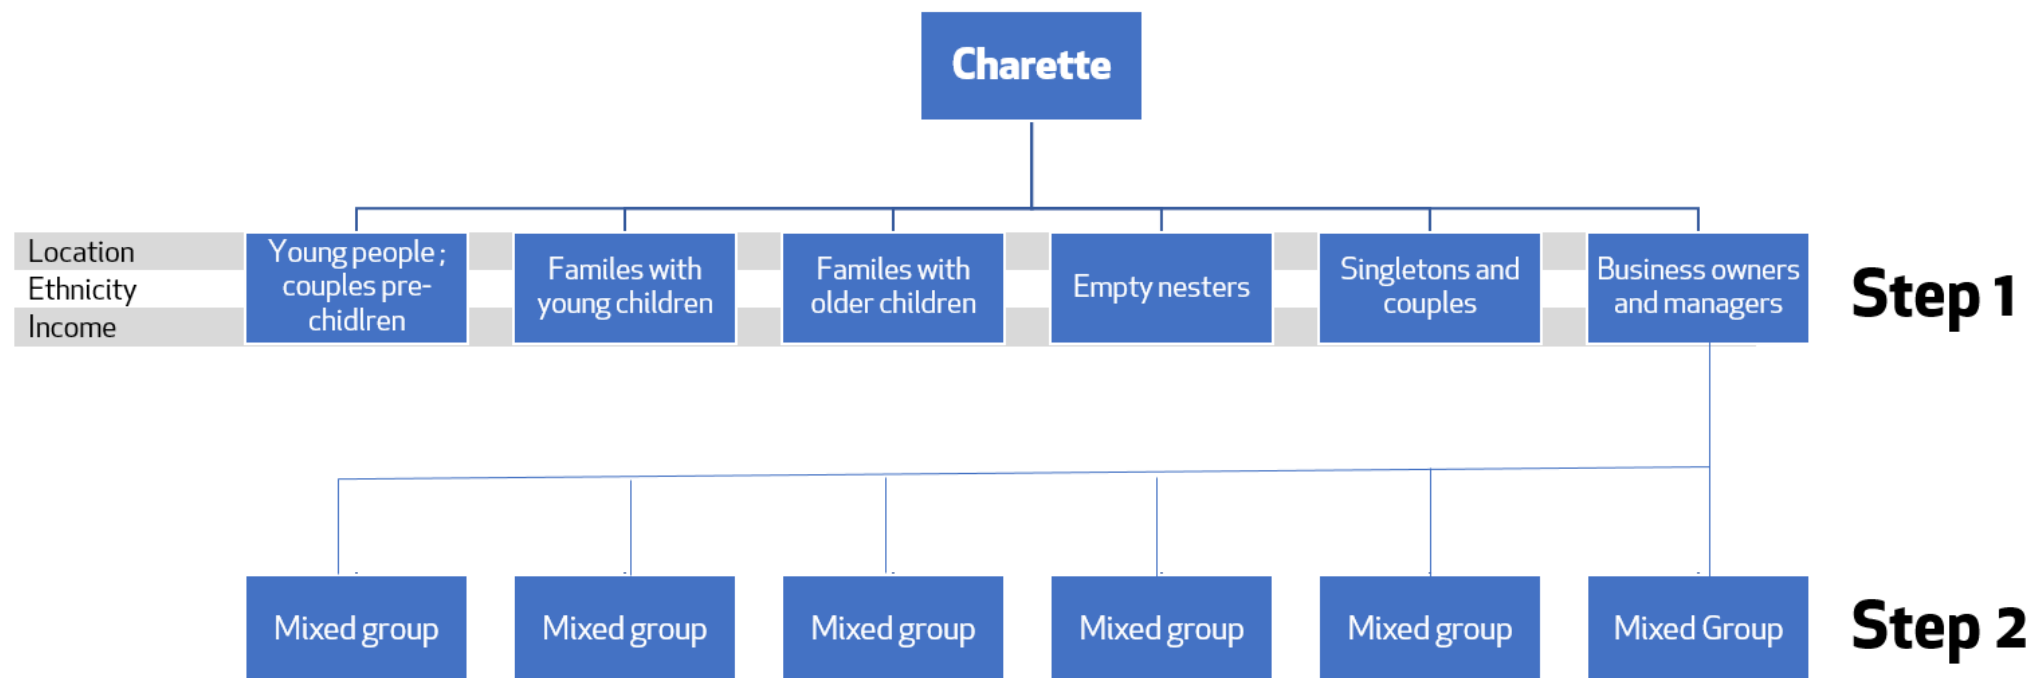 Charette
Location
Ethnicity
Income
Young people ;
couples pre-
chidlren
Familes with
young children
Familes with
older children
Empty nesters
Singletons and
couples
Business owners
and managers
Step 1
Mixed group
Mixed group
Mixed group
Mixed group
Mixed group
Mixed Group
Step 2